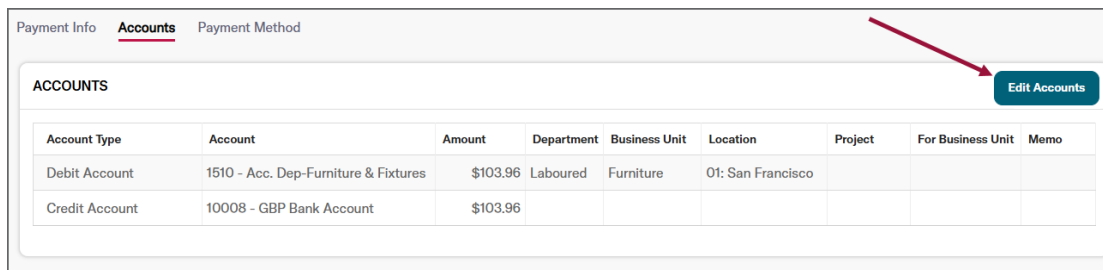 Payment Info Accounts Payment Method
ACCOUNTS
Edit Accounts
Account Type Account Amount Department Business Unit Location Project For Business Unit Memo
Debit Account 1510 - Acc. Dep-Furniture & Fixtures $103.96 Laboured Furniture 01: San Francisco
Credit Account 10008 - GBP Bank Account $103.96